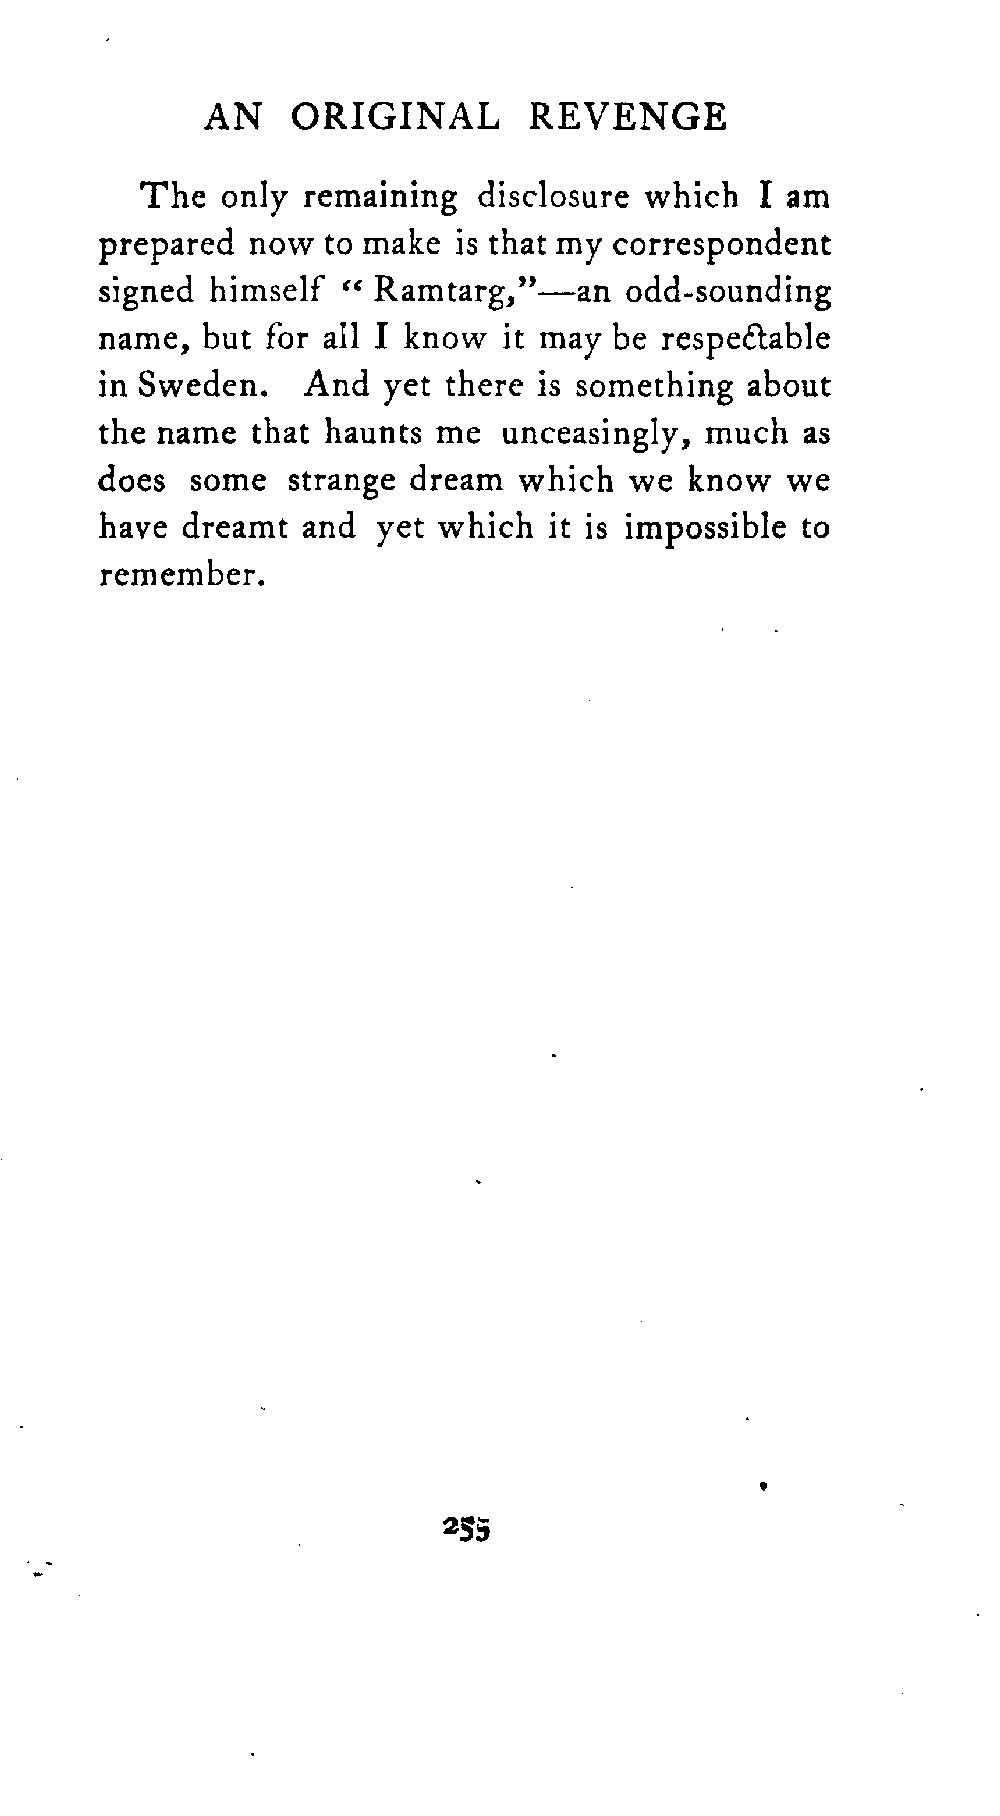 AN ORIGINAL REVENGE
The only remaining disclosure which I am
prepared now to make is that my correspondent
signed himself “ Ramtarg,”—an odd-sounding
name, but for all I know it may be respectable
in Sweden. And yet there is something about
the name that haunts me unceasingly, much as
does some strange dream which we know we
have dreamt and yet which it is impossible to
remember.
255